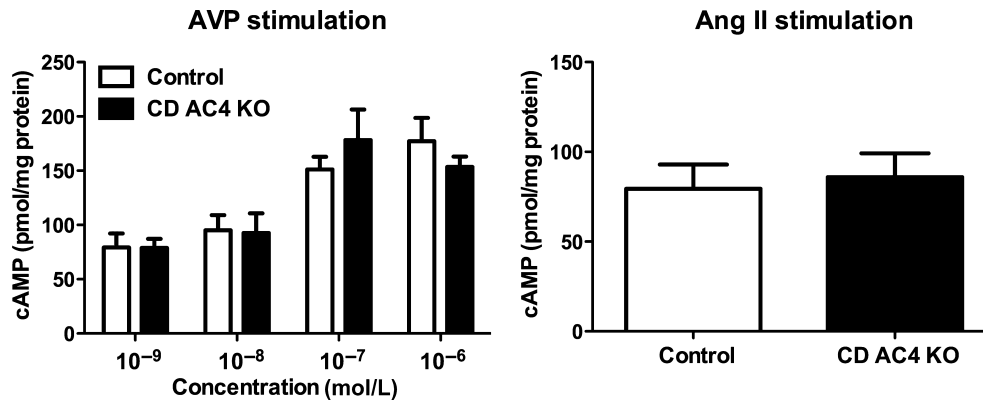 AVP stimulation
cAMP (pmol/mg protein)
250
200
150
100
50
0
Control
CD AC4 KO
10⁻⁹ 10⁻⁸ 10⁻⁷ 10⁻⁶
Concentration (mol/L)
Ang II stimulation
cAMP (pmol/mg protein)
150
100
50
0
Control CD AC4 KO